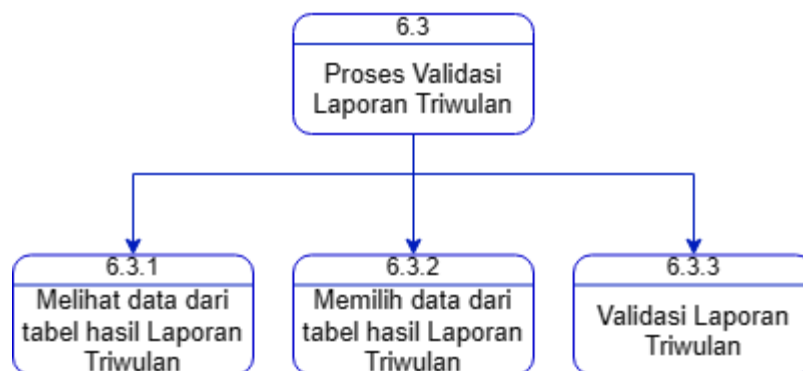 6.3
Proses Validasi
Laporan Triwulan
6.3.1
Melihat data dari
tabel hasil Laporan
Triwulan
6.3.2
Memilih data dari
tabel hasil Laporan
Triwulan
6.3.3
Validasi Laporan
Triwulan